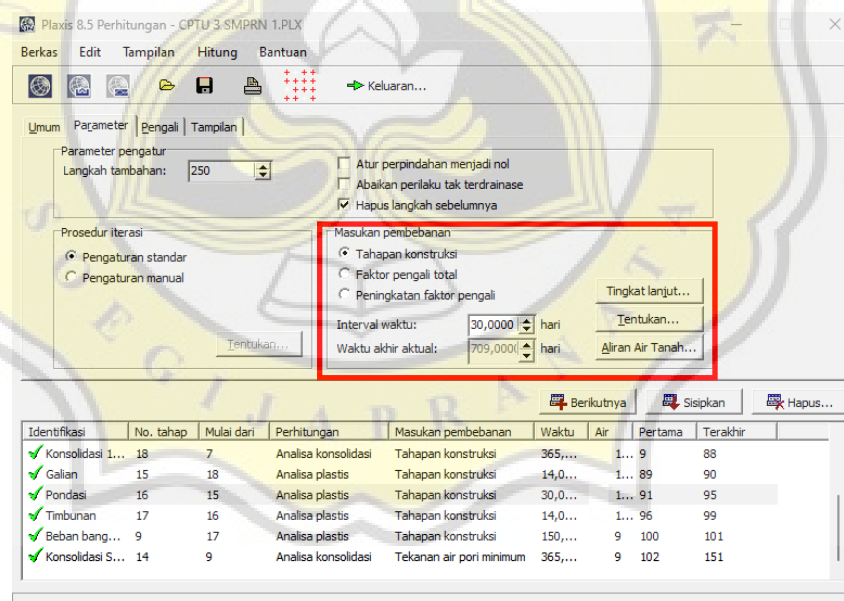 Plaxis 8.5 Perhitungan - CPTU 3 SMPRN 1.PLX
Berkas Edit Tampilan Hitung Bantuan
Keluaran...
Umum Parameter Pengali Tampilan
Parameter pengatur
Langkah tambahan: 250
Atur perpindahan menjadi nol
Abaikan perilaku tak terdrainase
Hapus langkah sebelumnya
Prosedur iterasi
Pengaturan standar
Pengaturan manual
Tentukan...
Masukan pembebanan
Tahapan konstruksi
Faktor pengali total
Peningkatan faktor pengali
Interval waktu: 30,0000 hari
Waktu akhir aktual: 709,000( hari
Tingkat lanjut...
Tentukan...
Aliran Air Tanah...
Berikutnya Sisipkan Hapus...
Identifikasi No. tahap Mulai dari Perhitungan Masukan pembebanan Waktu Air Pertama Terakhir
Konsolidasi 1... 18 7 Analisa konsolidasi Tahapan konstruksi 365,... 1... 9 88
Galian 15 18 Analisa plastis Tahapan konstruksi 14,0... 1... 89 90
Pondasi 16 15 Analisa plastis Tahapan konstruksi 30,0... 1... 91 95
Timbunan 17 16 Analisa plastis Tahapan konstruksi 14,0... 1... 96 99
Beban bang... 9 17 Analisa plastis Tahapan konstruksi 150,... 9 100 101
Konsolidasi S... 14 9 Analisa konsolidasi Tekanan air pori minimum 365,... 9 102 151
SOEGIJAPRANATA